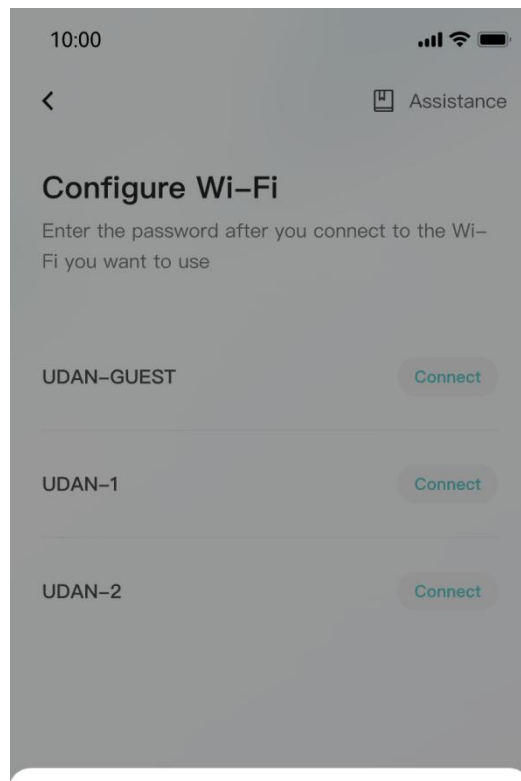 10:00
Assistance
Configure Wi–Fi
Enter the password after you connect to the Wi–
Fi you want to use
UDAN–GUEST Connect
UDAN–1 Connect
UDAN–2 Connect